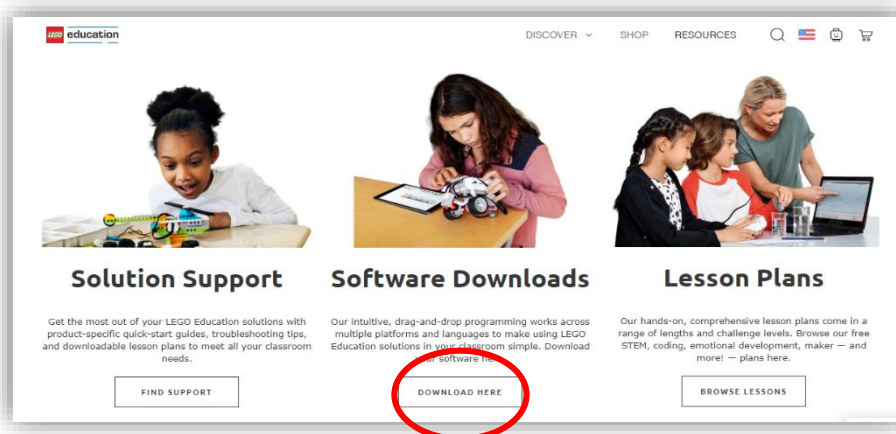 LEGO education
DISCOVER
SHOP
RESOURCES
Solution Support
Get the most out of your LEGO Education solutions with
product-specific quick-start guides, troubleshooting tips,
and downloadable lesson plans to meet all your classroom
needs.
FIND SUPPORT
Software Downloads
Our intuitive, drag-and-drop programming works across
multiple platforms and languages to make using LEGO
Education solutions in your classroom simple. Download
software
DOWNLOAD HERE
Lesson Plans
Our hands-on, comprehensive lesson plans come in a
range of lengths and challenge levels. Browse our free
STEM, coding, emotional development, maker — and
more! — plans here.
BROWSE LESSONS